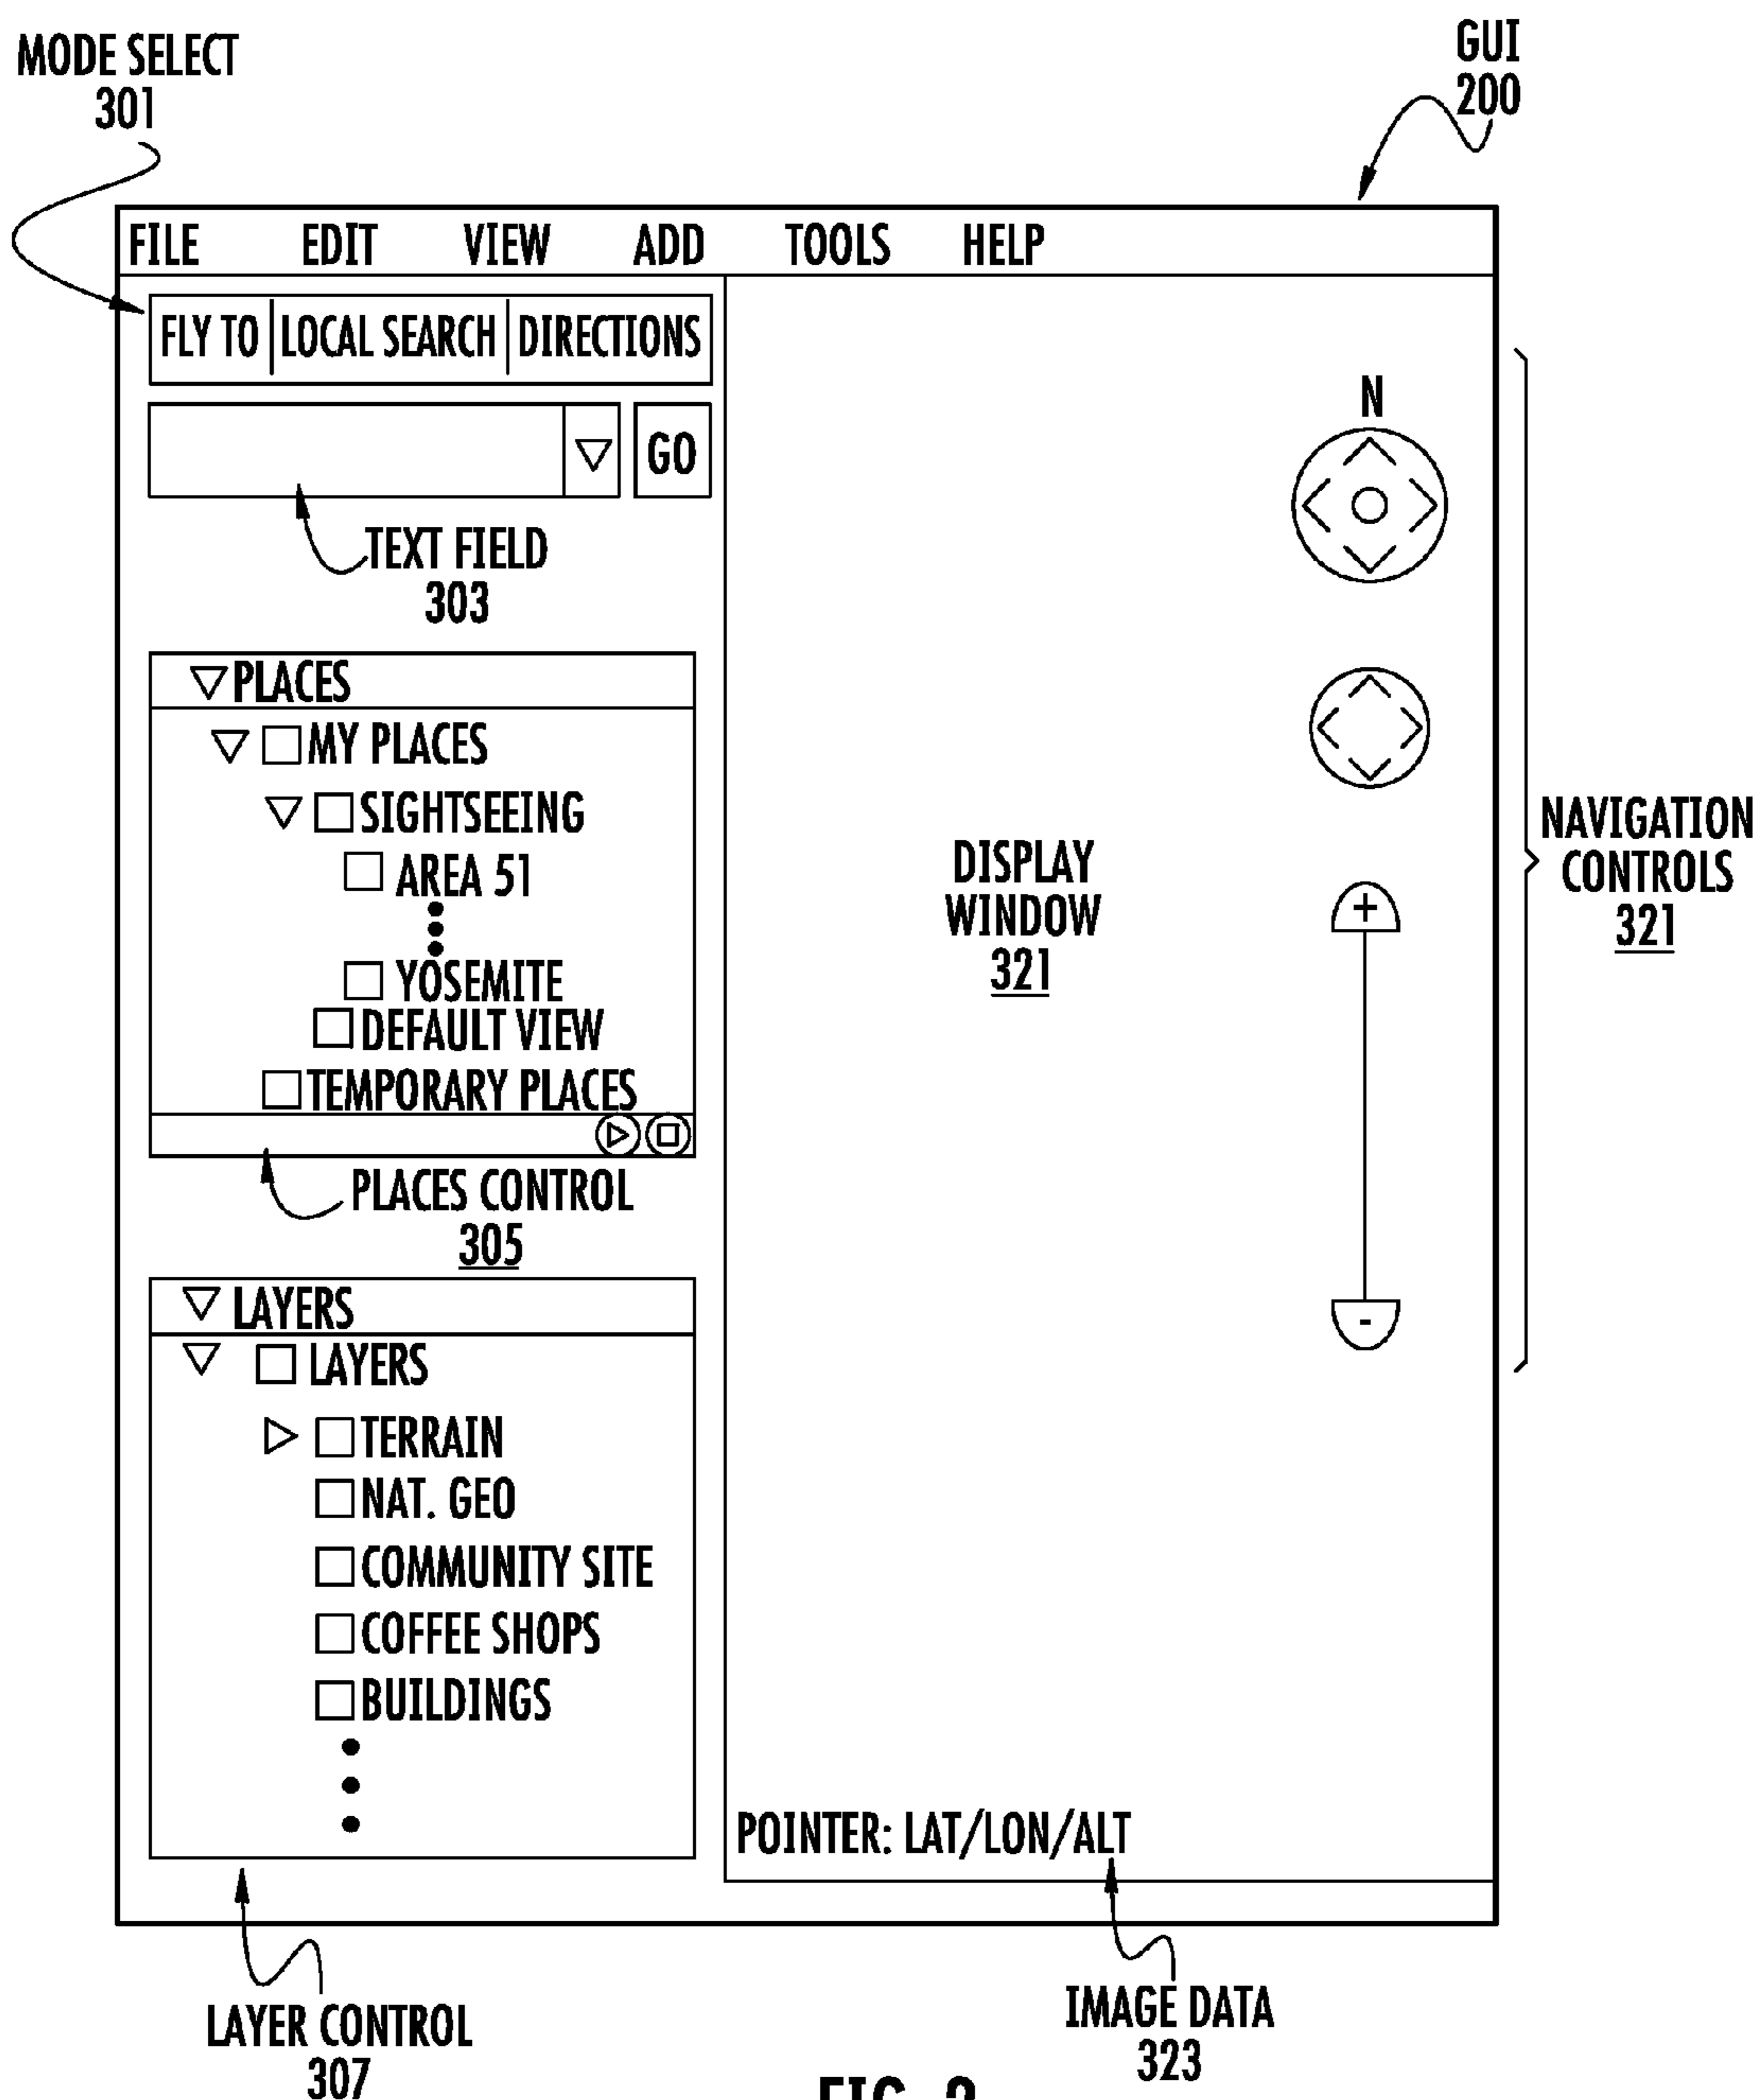 MODE SELECT
301
GUI
200
FILE EDIT VIEW ADD TOOLS HELP
FLY TO LOCAL SEARCH DIRECTIONS
GO
TEXT FIELD
303
PLACES
MY PLACES
SIGHTSEEING
AREA 51
YOSEMITE
DEFAULT VIEW
TEMPORARY PLACES
PLACES CONTROL
305
LAYERS
LAYERS
TERRAIN
NAT. GEO
COMMUNITY SITE
COFFEE SHOPS
BUILDINGS
LAYER CONTROL
307
N
DISPLAY
WINDOW
321
+
-
NAVIGATION
CONTROLS
321
POINTER: LAT/LON/ALT
IMAGE DATA
323
FIG.